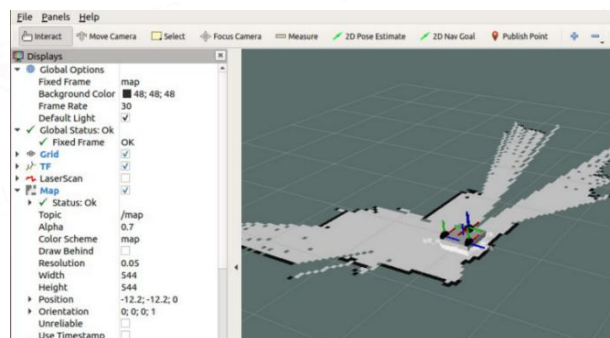 File Panels Help
Interact Move Camera Select Focus Camera Measure 2D Pose Estimate 2D Nav Goal Publish Point
Displays
Global Options
Fixed Frame map
Background Color 48; 48; 48
Frame Rate 30
Default Light
Global Status: Ok
Fixed Frame OK
Grid
TF
LaserScan
Map
Status: Ok
Topic /map
Alpha 0.7
Color Scheme map
Draw Behind
Resolution 0.05
Width 544
Height 544
Position -12.2; -12.2; 0
Orientation 0; 0; 0; 1
Unreliable
Use Timestamp